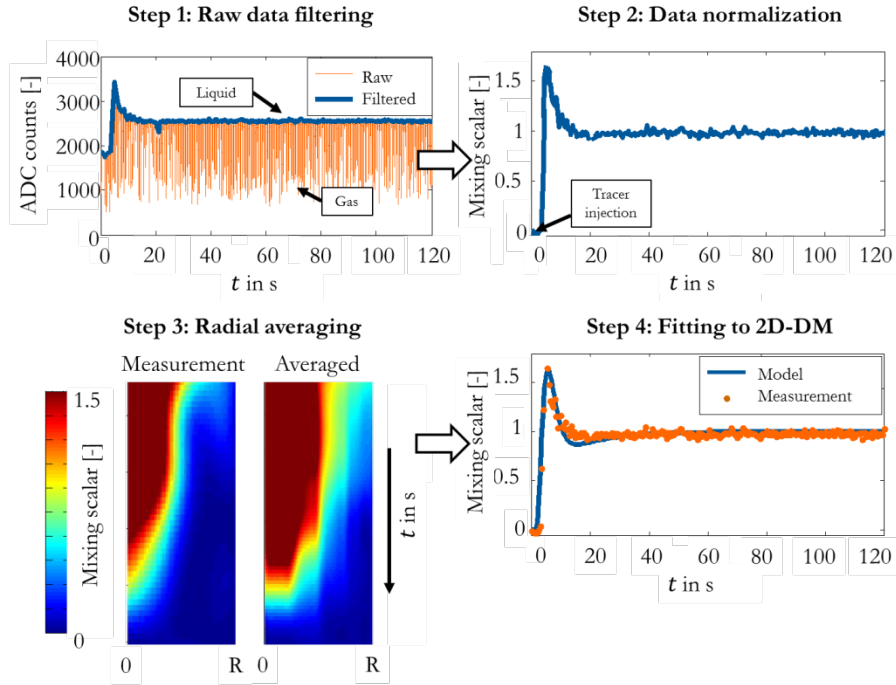 Step 1: Raw data filtering
4000
3000
2000
1000
0
ADC counts [-]
Liquid
Raw
Filtered
Gas
0 20 40 60 80 100 120
t in s
Step 2: Data normalization
1.5
1
0.5
0
Mixing scalar [-]
Tracer
injection
0 20 40 60 80 100 120
t in s
Step 3: Radial averaging
Measurement Averaged
1.5
0
Mixing scalar [-]
t in s
0 R 0 R
Step 4: Fitting to 2D-DM
1.5
1
0.5
0
Mixing scalar [-]
Model
Measurement
0 20 40 60 80 100 120
t in s